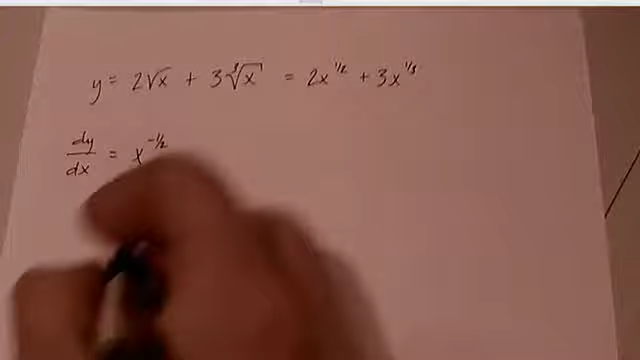 y = 2√x + 3∛x = 2x^{1/2} + 3x^{1/3}
dy/dx = x^{-1/2}